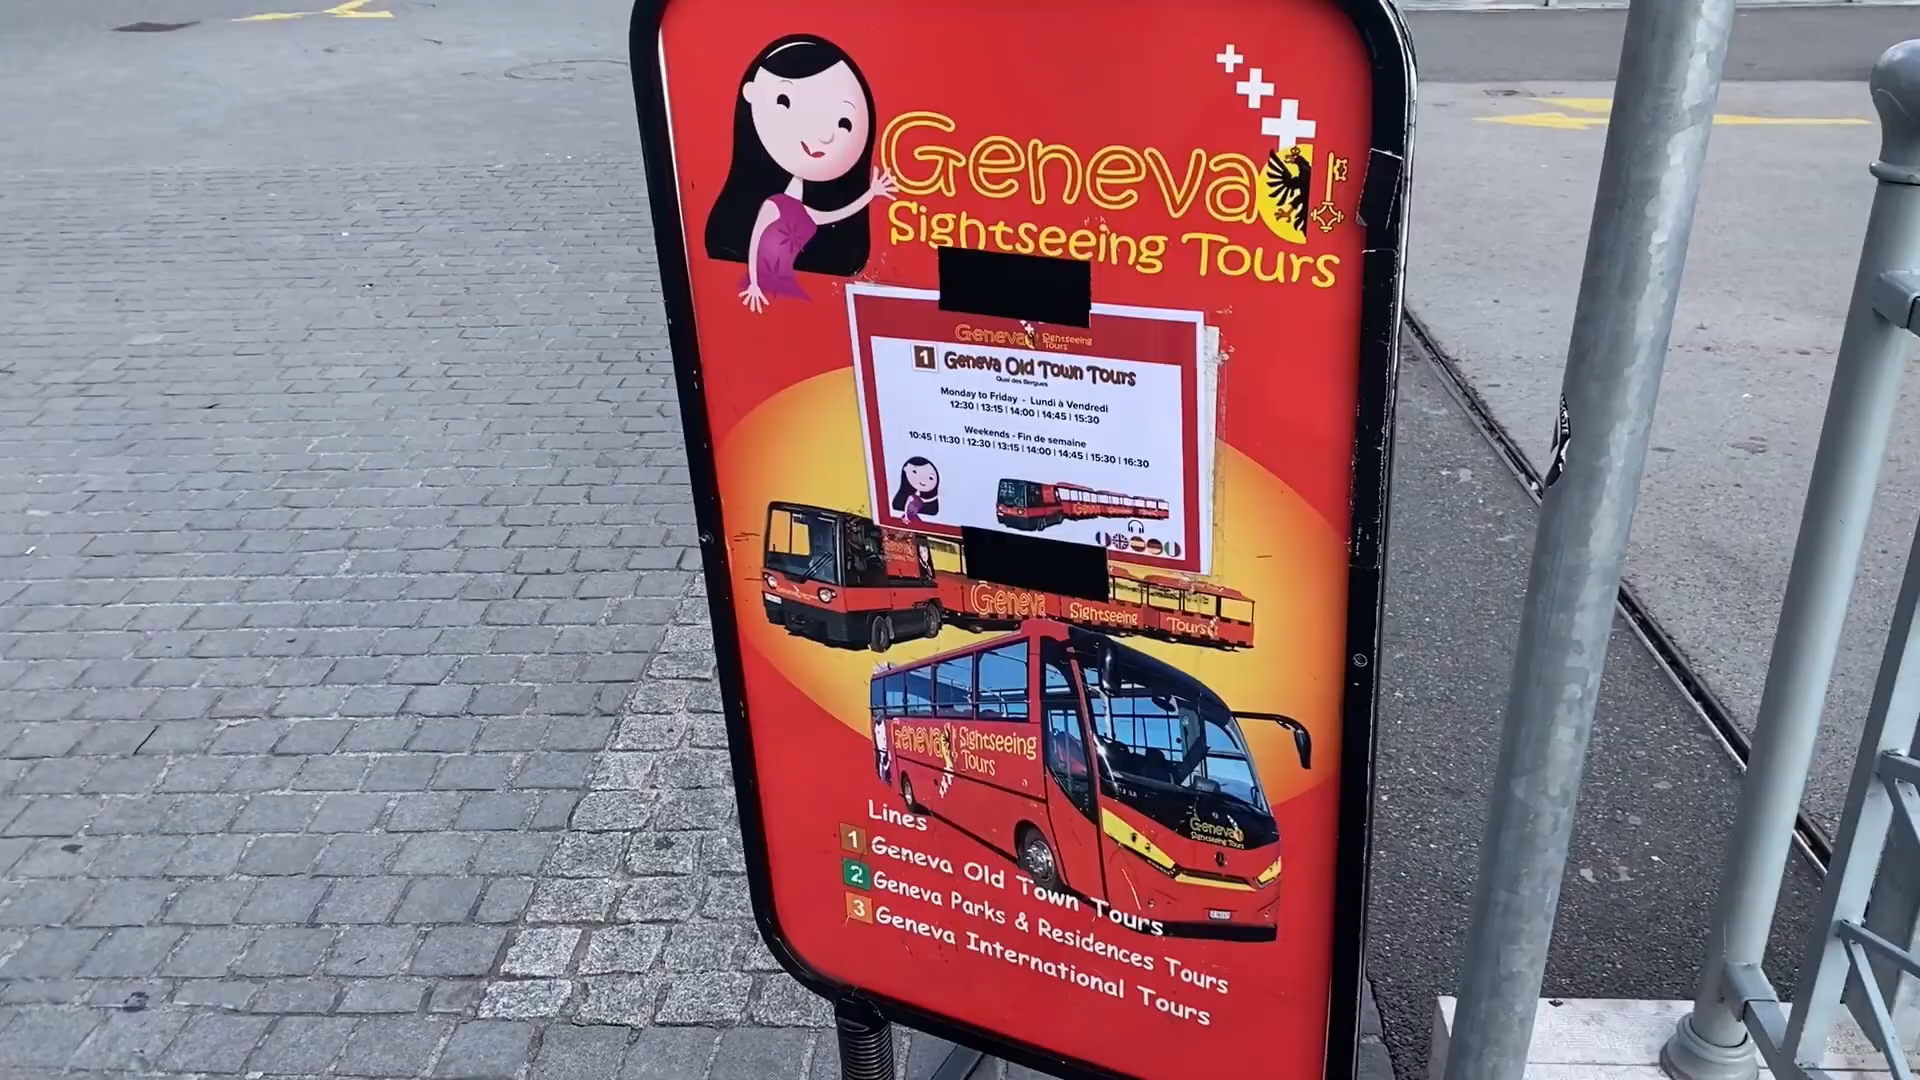 Geneva
Sightseeing Tours
Geneva Sightseeing Tours
1 Geneva Old Town Tours
Quai des Bergues
Monday to Friday - Lundi à Vendredi
12:30 | 13:15 | 14:00 | 14:45 | 15:30
Weekends - Fin de semaine
10:45 | 11:30 | 12:30 | 13:15 | 14:00 | 14:45 | 15:30 | 16:30
Geneva Sightseeing Tours
Geneva Sightseeing
Tours
Geneva
Sightseeing Tours
Lines
1 Geneva Old Town Tours
2 Geneva Parks & Residences Tours
3 Geneva International Tours